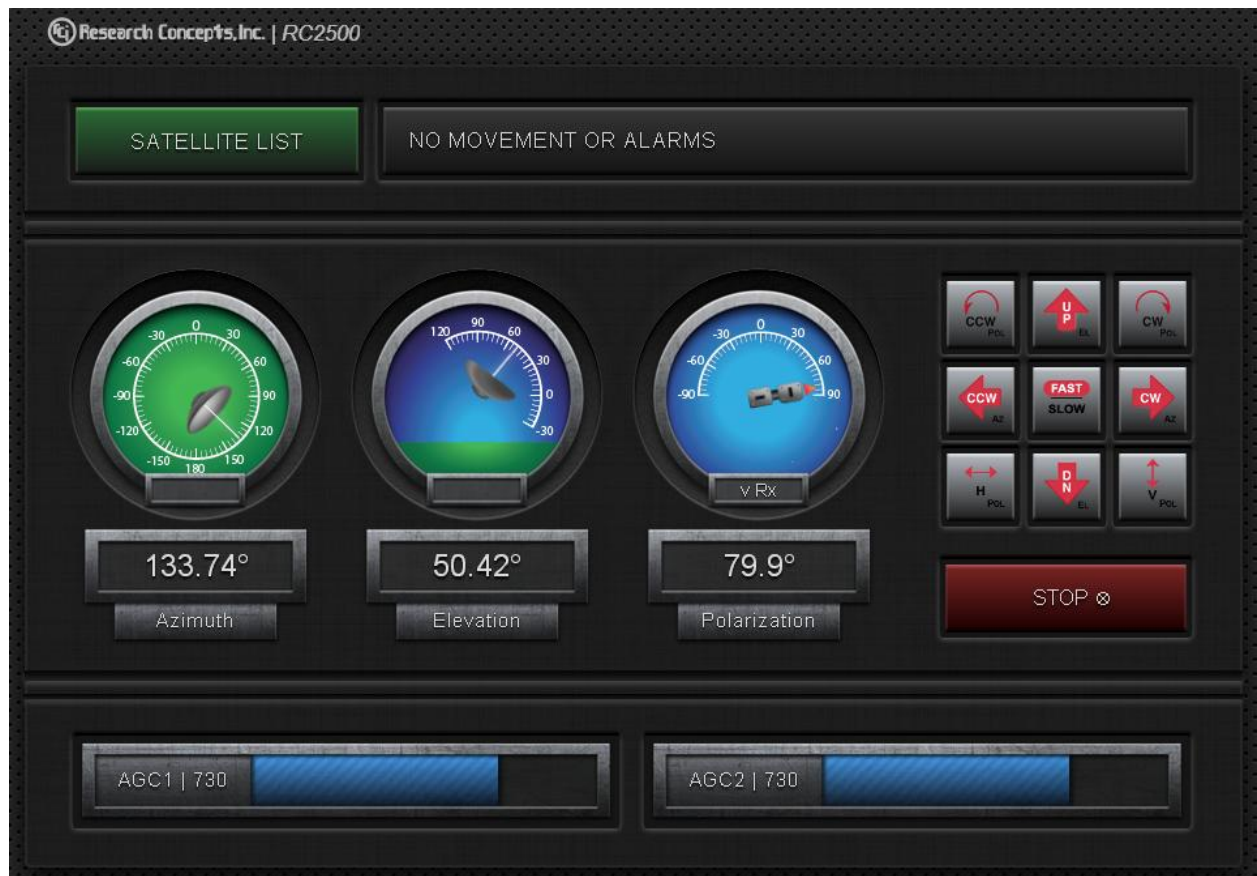 RCi Research Concepts, Inc. | RC2500
SATELLITE LIST
NO MOVEMENT OR ALARMS
-30 0 30
-60 60
-90 90
-120 120
-150 180 150
120 90 60
30
0
-30
-30 0 30
-60 60
-90 90
v Rx
133.74°
Azimuth
50.42°
Elevation
79.9°
Polarization
CCW POL
UP EL
CW POL
CCW AZ
FAST
SLOW
CW AZ
H POL
DN EL
V POL
STOP ⊗
AGC1 | 730
AGC2 | 730